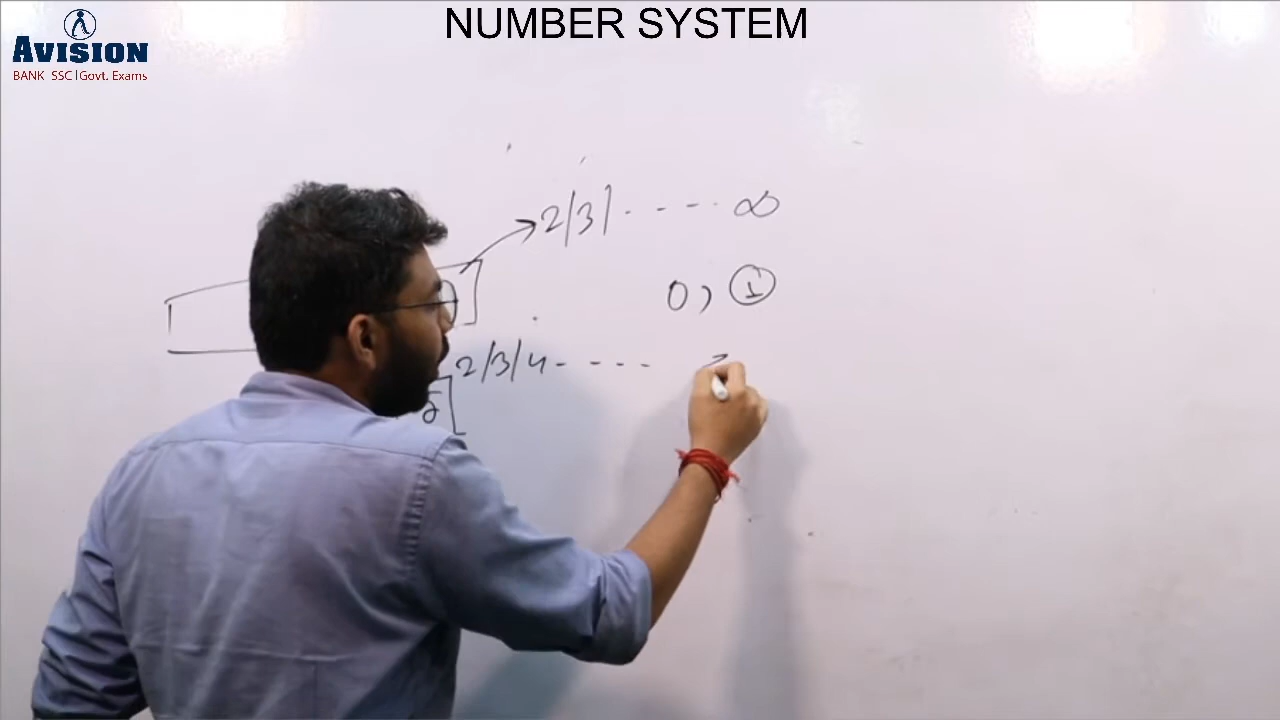 NUMBER SYSTEM
AVISION
BANK SSC|Govt. Exams
2/3/ . - - - . ∞
0, 1
2/3/4 - - - -